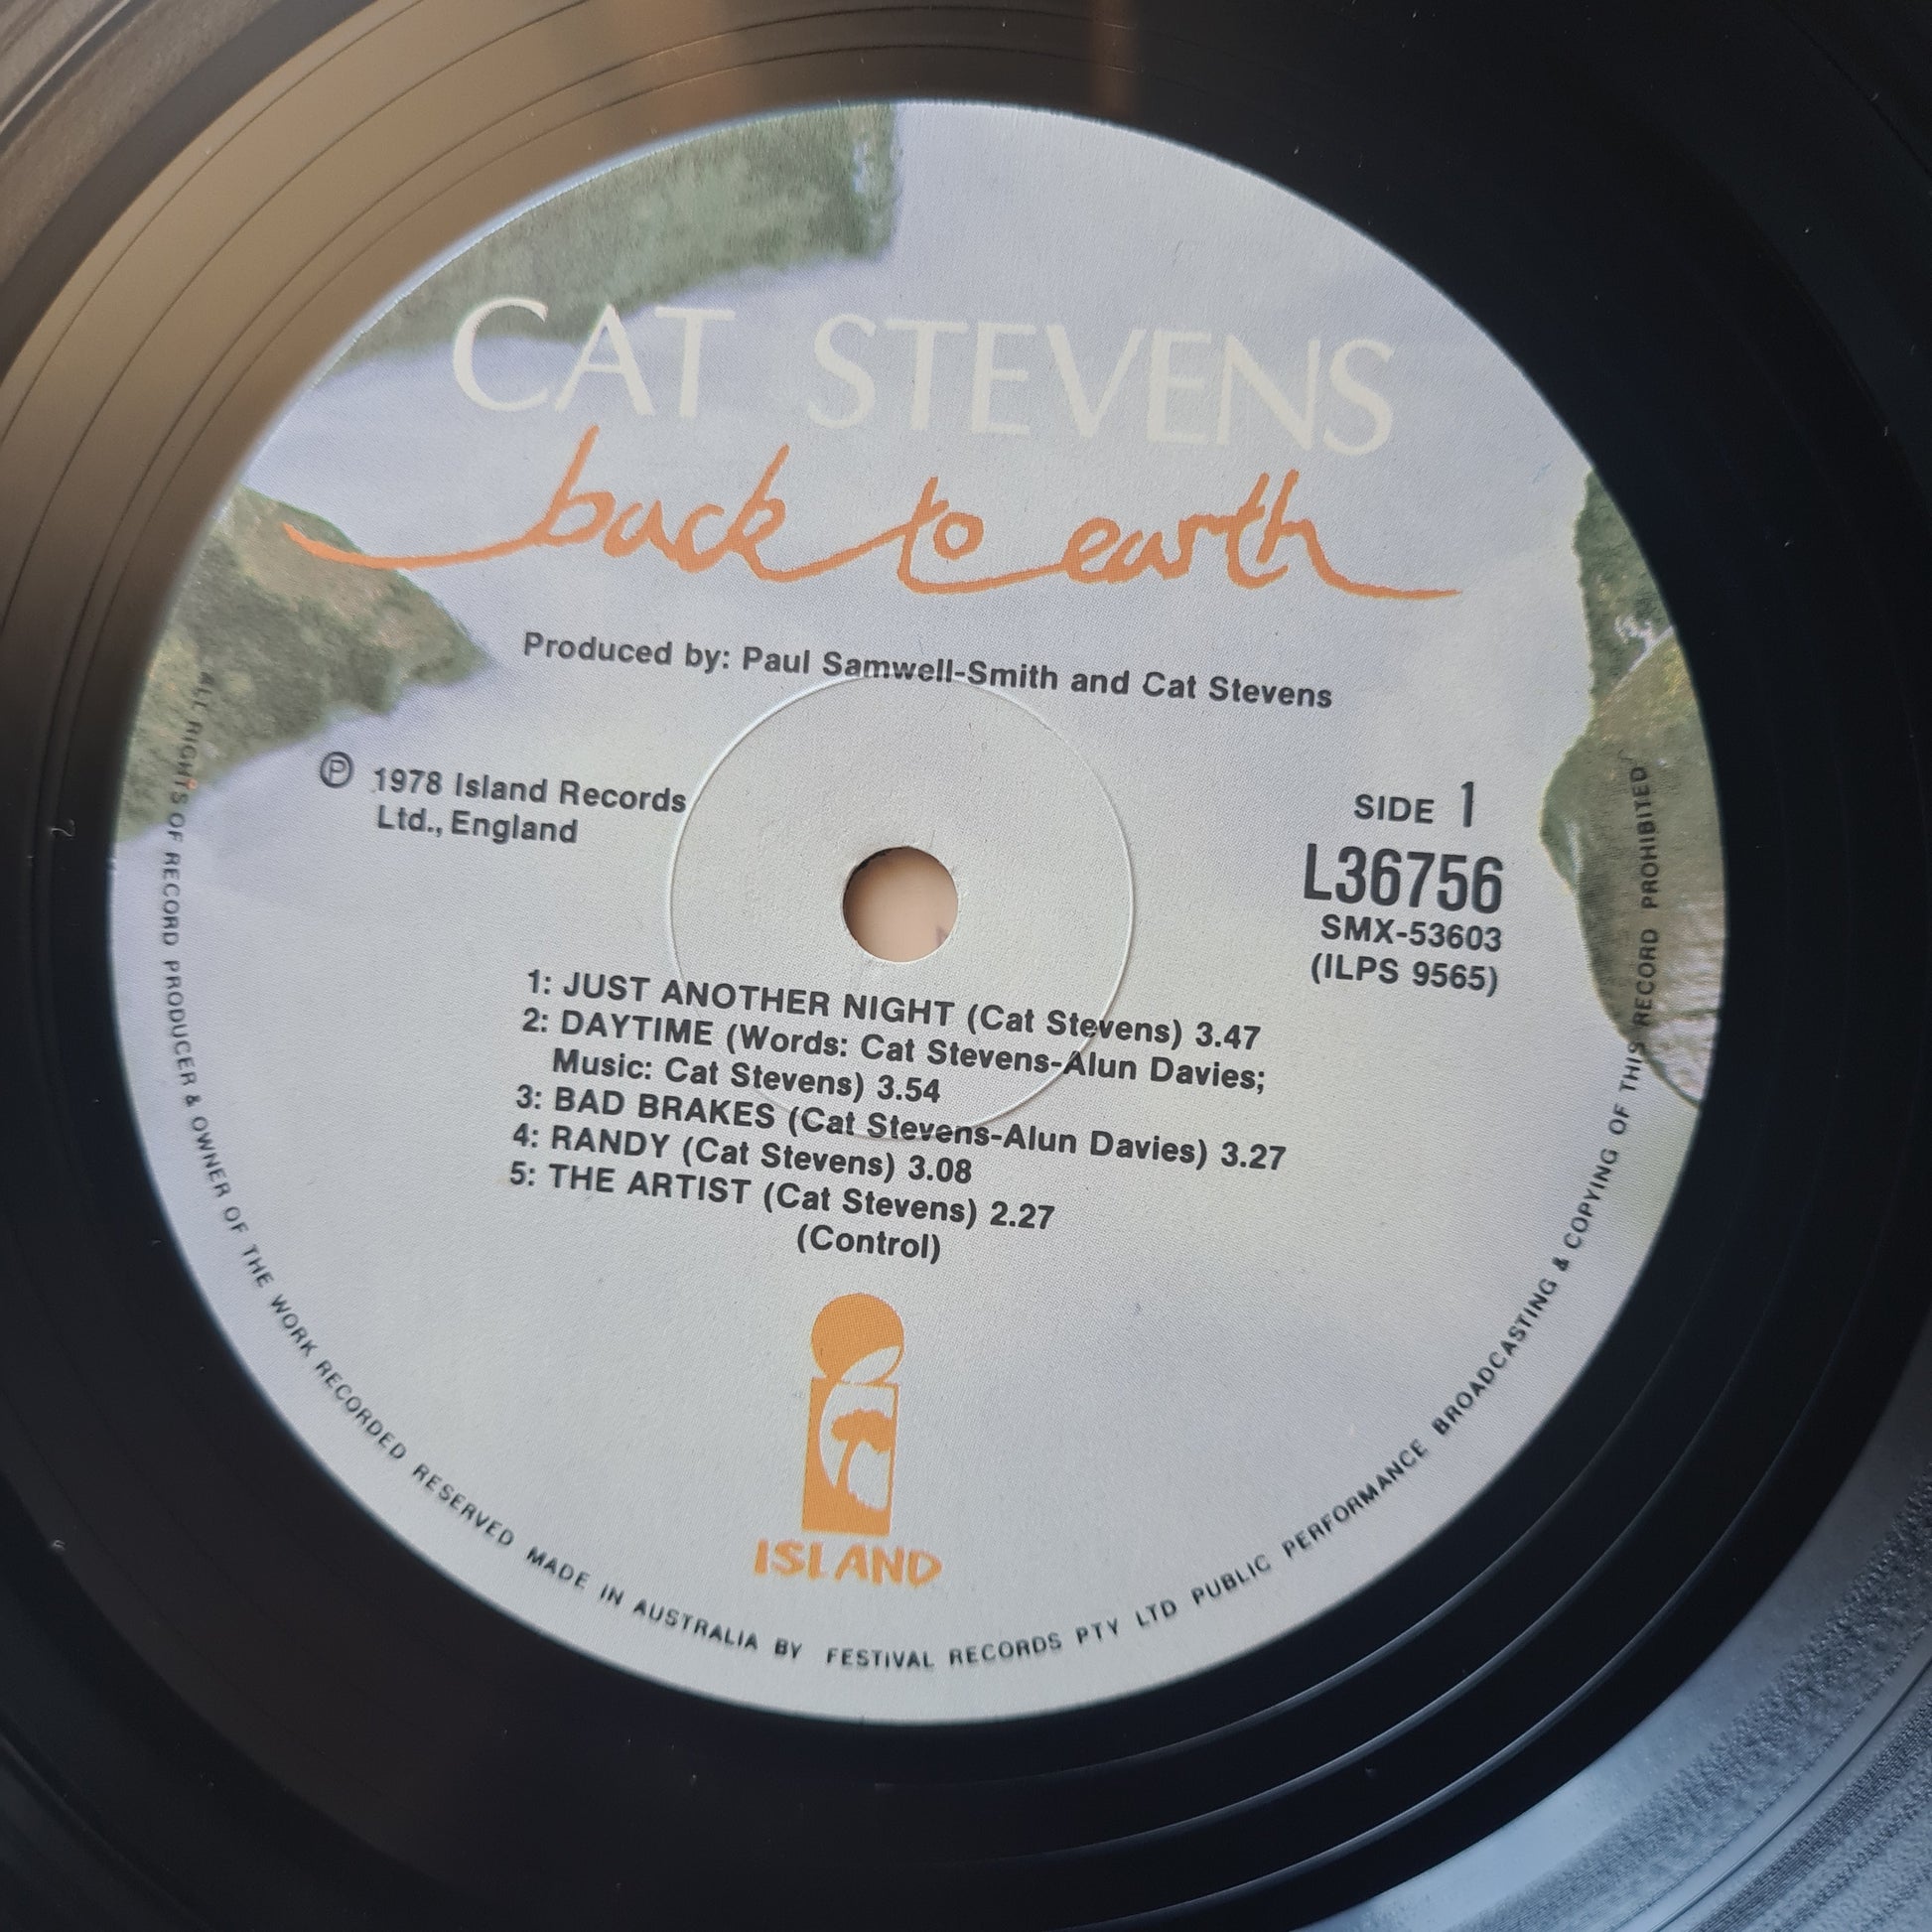 CAT STEVENS
back to earth
Produced by: Paul Samwell-Smith and Cat Stevens
℗ 1978 Island Records
Ltd., England
SIDE 1
L36756
SMX-53603
(ILPS 9565)
1: JUST ANOTHER NIGHT (Cat Stevens) 3.47
2: DAYTIME (Words: Cat Stevens-Alun Davies;
Music: Cat Stevens) 3.54
3: BAD BRAKES (Cat Stevens-Alun Davies) 3.27
4: RANDY (Cat Stevens) 3.08
5: THE ARTIST (Cat Stevens) 2.27
(Control)
ISLAND
ALL RIGHTS OF RECORD PRODUCER & OWNER OF THE WORK RECORDED RESERVED MADE IN AUSTRALIA BY FESTIVAL RECORDS PTY LTD PUBLIC PERFORMANCE BROADCASTING & COPYING OF THIS RECORD PROHIBITED